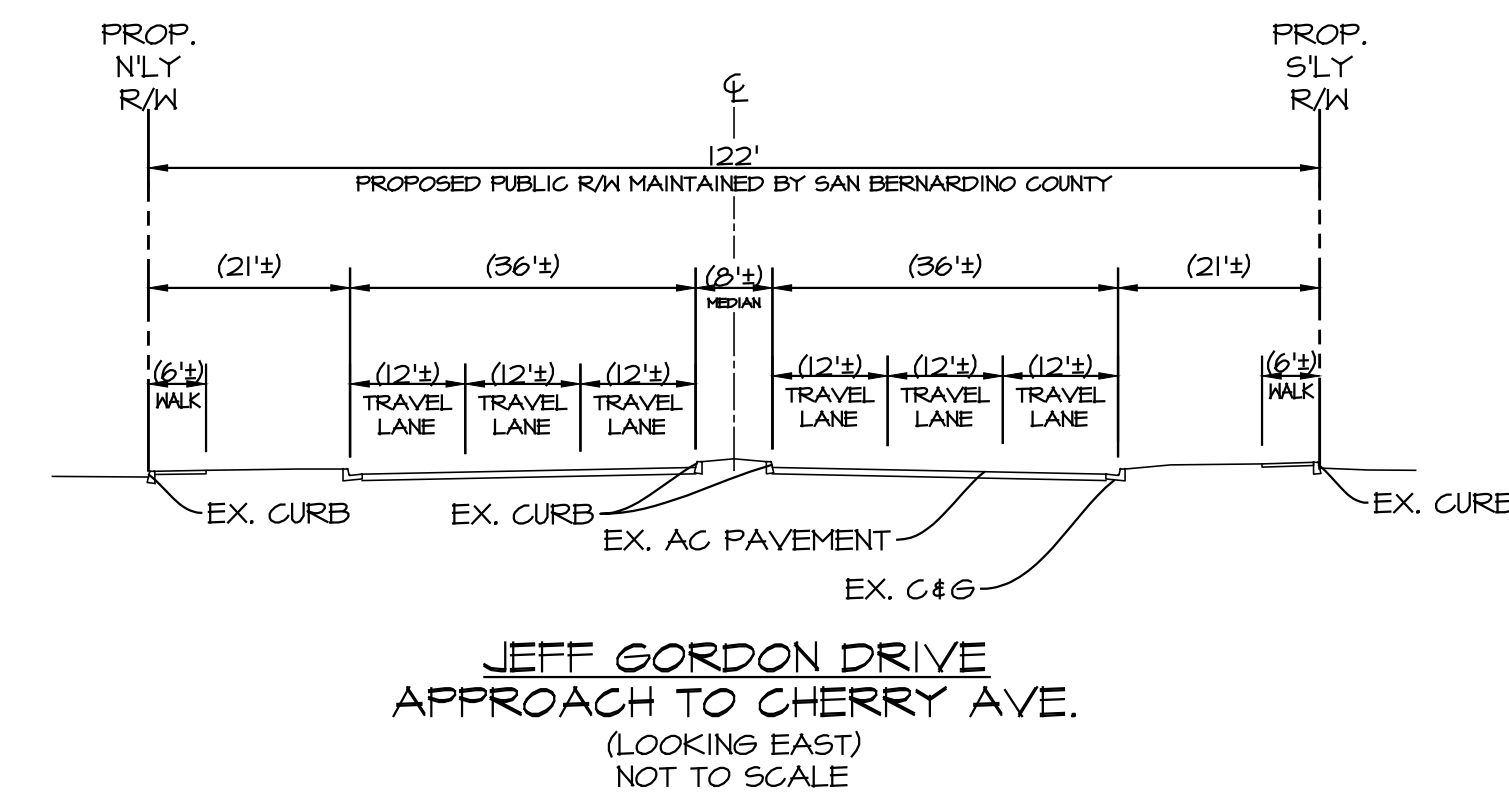 PROP.
N'LY
R/W
PROP.
S'LY
R/W
℄
122'
PROPOSED PUBLIC R/W MAINTAINED BY SAN BERNARDINO COUNTY
(21'±)
(36'±)
(8'±)
MEDIAN
(36'±)
(21'±)
(6'±)
WALK
(12'±)
TRAVEL
LANE
(12'±)
TRAVEL
LANE
(12'±)
TRAVEL
LANE
(12'±)
TRAVEL
LANE
(12'±)
TRAVEL
LANE
(12'±)
TRAVEL
LANE
(6'±)
WALK
EX. CURB
EX. CURB
EX. CURB
EX. AC PAVEMENT
EX. C&G
JEFF GORDON DRIVE
APPROACH TO CHERRY AVE.
(LOOKING EAST)
NOT TO SCALE